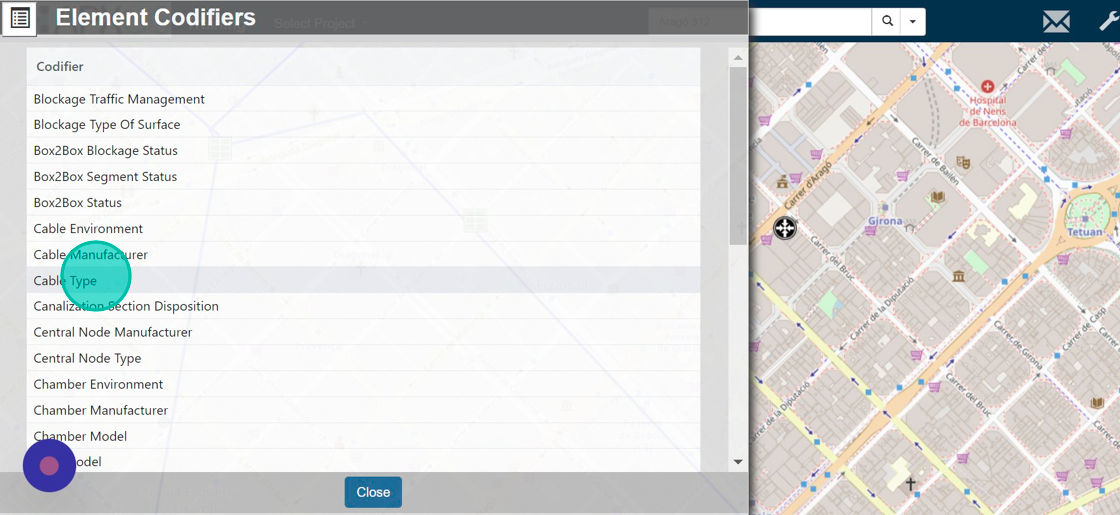 Element Codifiers
Select Project
Codifier
Blockage Traffic Management
Blockage Type Of Surface
Box2Box Blockage Status
Box2Box Segment Status
Box2Box Status
Cable Environment
Cable Manufacturer
Cable Type
Canalization Section Disposition
Central Node Manufacturer
Central Node Type
Chamber Environment
Chamber Manufacturer
Chamber Model
odel
Close
Hospital
de Nens
de Barcelona
Carrer de Bailèn
Carrer d'Aragó
Girona
Tetuan
Carrer del Bruc
Carrer de la Diputació
Carrer de Casp
Carrer de Girona
Carrer del Bruc
Carrer de la Diputació